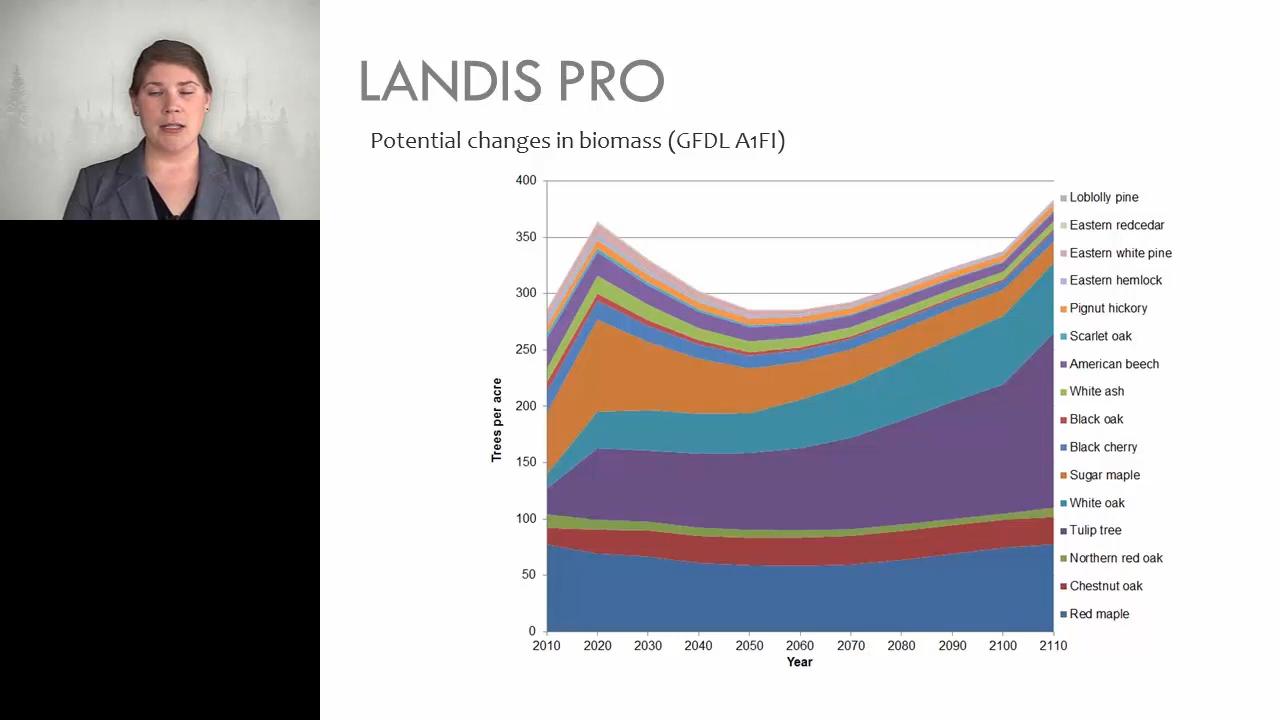 LANDIS PRO
Potential changes in biomass (GFDL A1FI)
400
350
300
250
200
150
100
50
0
Trees per acre
2010 2020 2030 2040 2050 2060 2070 2080 2090 2100 2110
Year
Loblolly pine
Eastern redcedar
Eastern white pine
Eastern hemlock
Pignut hickory
Scarlet oak
American beech
White ash
Black oak
Black cherry
Sugar maple
White oak
Tulip tree
Northern red oak
Chestnut oak
Red maple